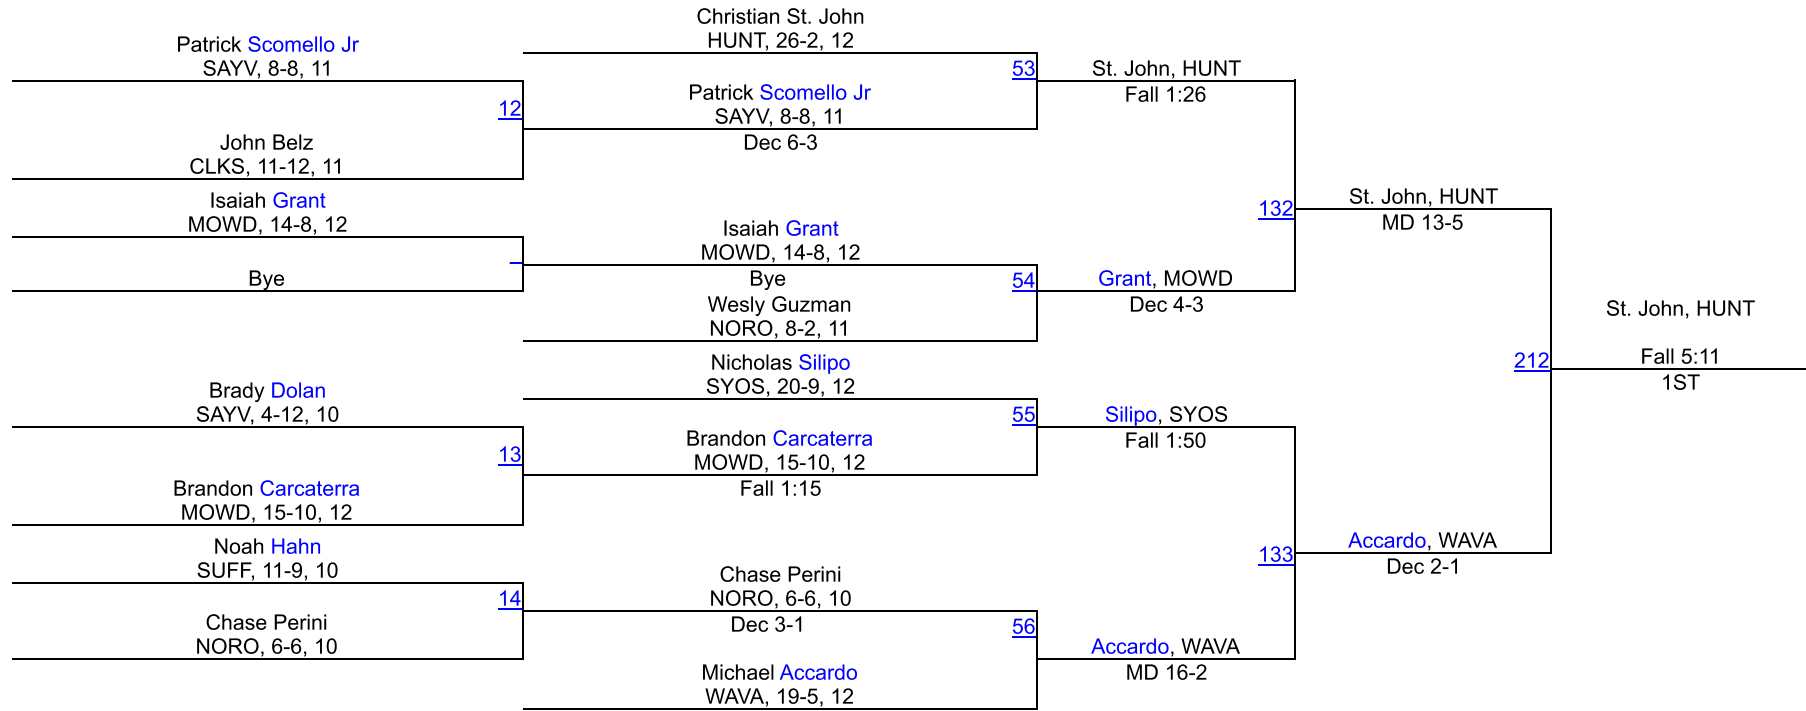 Patrick Scomello Jr
SAYV, 8-8, 11
12
John Belz
CLKS, 11-12, 11
Isaiah Grant
MOWD, 14-8, 12
Bye
Brady Dolan
SAYV, 4-12, 10
13
Brandon Carcaterra
MOWD, 15-10, 12
Noah Hahn
SUFF, 11-9, 10
14
Chase Perini
NORO, 6-6, 10
Christian St. John
HUNT, 26-2, 12
53
Patrick Scomello Jr
SAYV, 8-8, 11
Dec 6-3
Isaiah Grant
MOWD, 14-8, 12
Bye
54
Wesly Guzman
NORO, 8-2, 11
Nicholas Silipo
SYOS, 20-9, 12
55
Brandon Carcaterra
MOWD, 15-10, 12
Fall 1:15
Chase Perini
NORO, 6-6, 10
Dec 3-1
56
Michael Accardo
WAVA, 19-5, 12
St. John, HUNT
Fall 1:26
132
Grant, MOWD
Dec 4-3
Silipo, SYOS
Fall 1:50
133
Accardo, WAVA
MD 16-2
St. John, HUNT
MD 13-5
212
Accardo, WAVA
Dec 2-1
St. John, HUNT
Fall 5:11
1ST